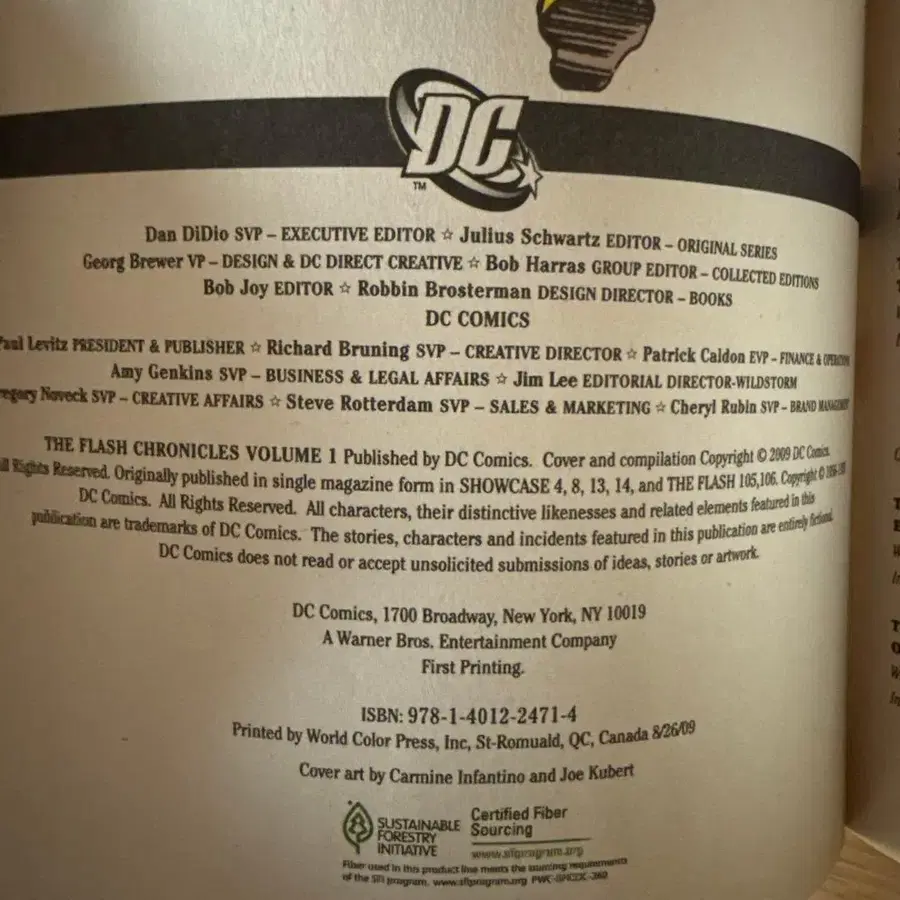 DC
TM
Dan DiDio SVP – EXECUTIVE EDITOR ☆ Julius Schwartz EDITOR – ORIGINAL SERIES
Georg Brewer VP – DESIGN & DC DIRECT CREATIVE ☆ Bob Harras GROUP EDITOR – COLLECTED EDITIONS
Bob Joy EDITOR ☆ Robbin Brosterman DESIGN DIRECTOR – BOOKS
DC COMICS
Paul Levitz PRESIDENT & PUBLISHER ☆ Richard Bruning SVP – CREATIVE DIRECTOR ☆ Patrick Caldon EVP – FINANCE & OPERATIONS
Amy Genkins SVP – BUSINESS & LEGAL AFFAIRS ☆ Jim Lee EDITORIAL DIRECTOR-WILDSTORM
Gregory Noveck SVP – CREATIVE AFFAIRS ☆ Steve Rotterdam SVP – SALES & MARKETING ☆ Cheryl Rubin SVP – BRAND MANAGEMENT
THE FLASH CHRONICLES VOLUME 1 Published by DC Comics. Cover and compilation Copyright © 2009 DC Comics.
All Rights Reserved. Originally published in single magazine form in SHOWCASE 4, 8, 13, 14, and THE FLASH 105,106. Copyright ©
DC Comics. All Rights Reserved. All characters, their distinctive likenesses and related elements featured in this
publication are trademarks of DC Comics. The stories, characters and incidents featured in this publication are entirely fictional.
DC Comics does not read or accept unsolicited submissions of ideas, stories or artwork.
DC Comics, 1700 Broadway, New York, NY 10019
A Warner Bros. Entertainment Company
First Printing.
ISBN: 978-1-4012-2471-4
Printed by World Color Press, Inc, St-Romuald, QC, Canada 8/26/09
Cover art by Carmine Infantino and Joe Kubert
SUSTAINABLE
FORESTRY
INITIATIVE
Certified Fiber
Sourcing
www.sfiprogram.org
Fiber used in this product line meets the sourcing requirements
of the SFI program. www.sfiprogram.org